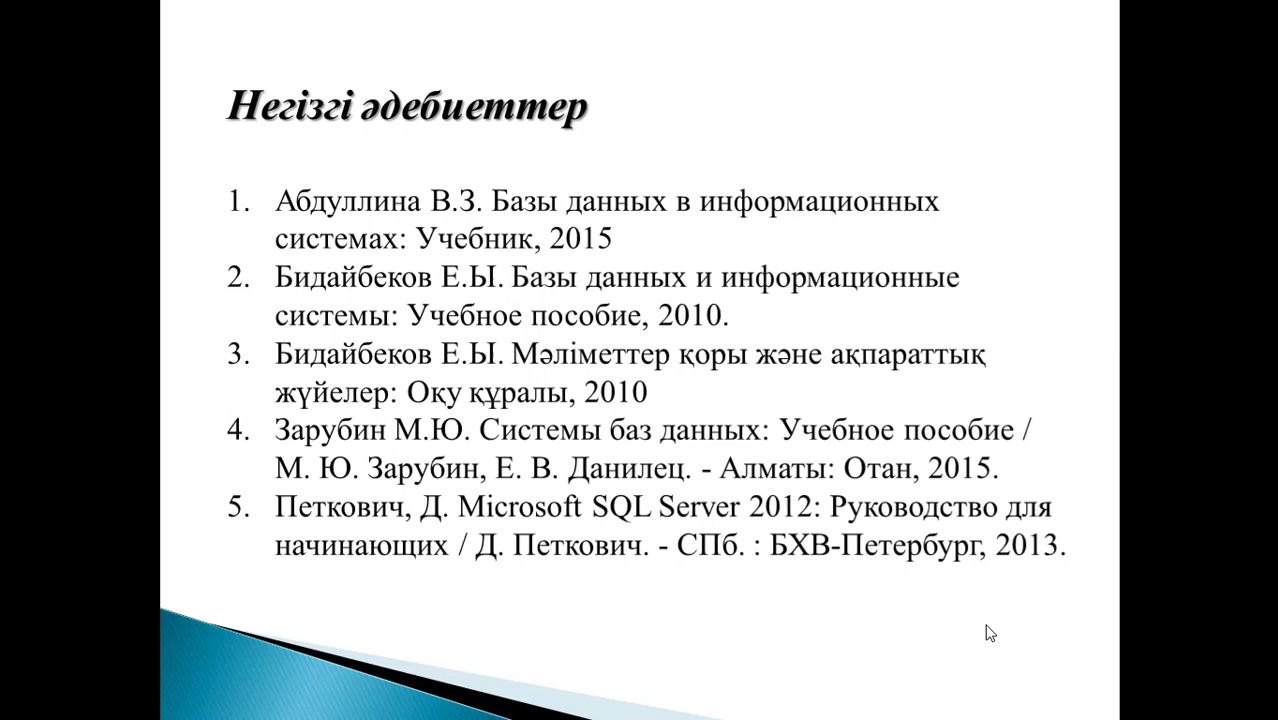 Негізгі әдебиеттер
1. Абдуллина В.З. Базы данных в информационных
системах: Учебник, 2015
2. Бидайбеков Е.Ы. Базы данных и информационные
системы: Учебное пособие, 2010.
3. Бидайбеков Е.Ы. Мәліметтер қоры және ақпараттық
жүйелер: Оқу құралы, 2010
4. Зарубин М.Ю. Системы баз данных: Учебное пособие /
М. Ю. Зарубин, Е. В. Данилец. - Алматы: Отан, 2015.
5. Петкович, Д. Microsoft SQL Server 2012: Руководство для
начинающих / Д. Петкович. - СПб. : БХВ-Петербург, 2013.